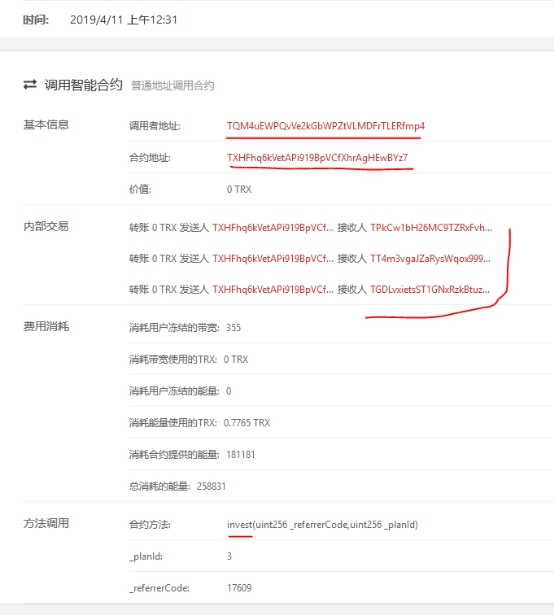 时间: 2019/4/11 上午12:31
调用智能合约 普通地址调用合约
基本信息 调用者地址: TQM4uEWPQvVe2kGbWPZtVLMDFrTLERfmp4
合约地址: TXHFhq6kVetAPi919BpVCfXhrAgHEwBYz7
价值: 0 TRX
内部交易 转账 0 TRX 发送人 TXHFhq6kVetAPi919BpVCf... 接收人 TPkCw1bH26MC9TZRxFvh...
转账 0 TRX 发送人 TXHFhq6kVetAPi919BpVCf... 接收人 TT4m3vgaJZaRysWqox999...
转账 0 TRX 发送人 TXHFhq6kVetAPi919BpVCf... 接收人 TGDLvxietsST1GNxRzkBtuz...
费用消耗 消耗用户冻结的带宽: 355
消耗带宽使用的TRX: 0 TRX
消耗用户冻结的能量: 0
消耗能量使用的TRX: 0.7765 TRX
消耗合约提供的能量: 181181
总消耗的能量: 258831
方法调用 合约方法: invest(uint256 _referrerCode,uint256 _planId)
_planId: 3
_referrerCode: 17609